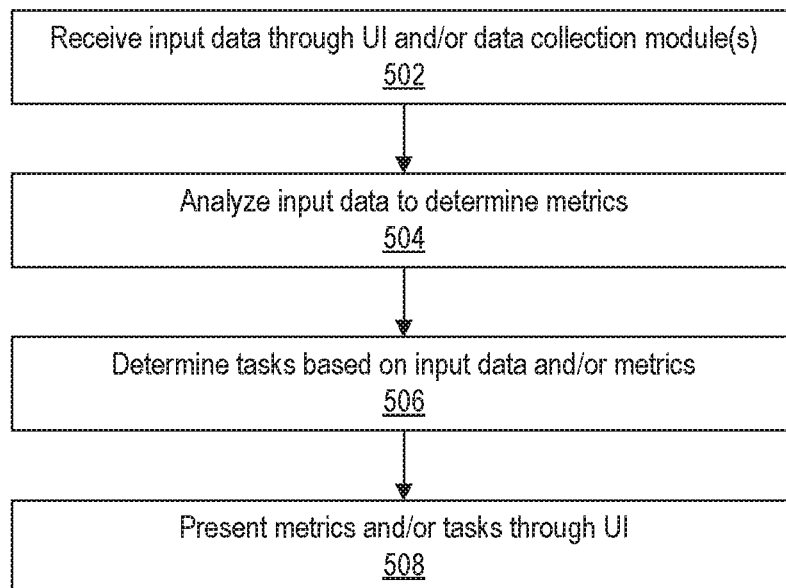 Receive input data through UI and/or data collection module(s)
502
Analyze input data to determine metrics
504
Determine tasks based on input data and/or metrics
506
Present metrics and/or tasks through UI
508